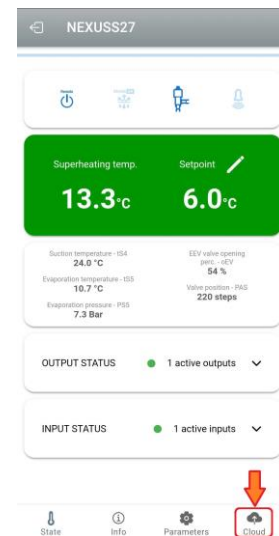 NEXUSS27
Superheating temp.
13.3°C
Setpoint
6.0°C
Suction temperature - tS4
24.0 °C
Evaporation temperature - tS5
10.7 °C
Evaporation pressure - PS5
7.3 Bar
EEV valve opening
perc. - oEV
54 %
Valve position - PAS
220 steps
OUTPUT STATUS
1 active outputs
INPUT STATUS
1 active inputs
State
Info
Parameters
Cloud